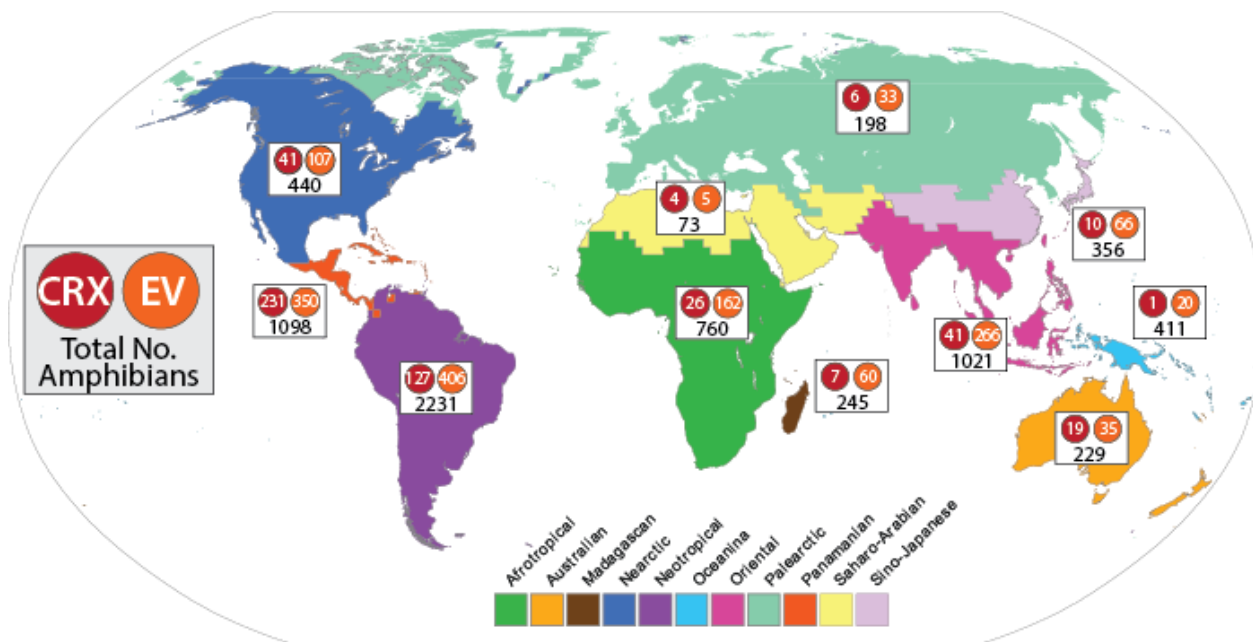 6 33
198
41 107
440
4 5
73
10 66
356
CRX EV
Total No.
Amphibians
231 350
1098
26 162
760
1 20
411
41 266
1021
127 406
2231
7 60
245
19 35
229
Afrotropical
Australian
Madagascan
Nearctic
Neotropical
Oceanina
Oriental
Palearctic
Panamanian
Saharo-Arabian
Sino-Japanese